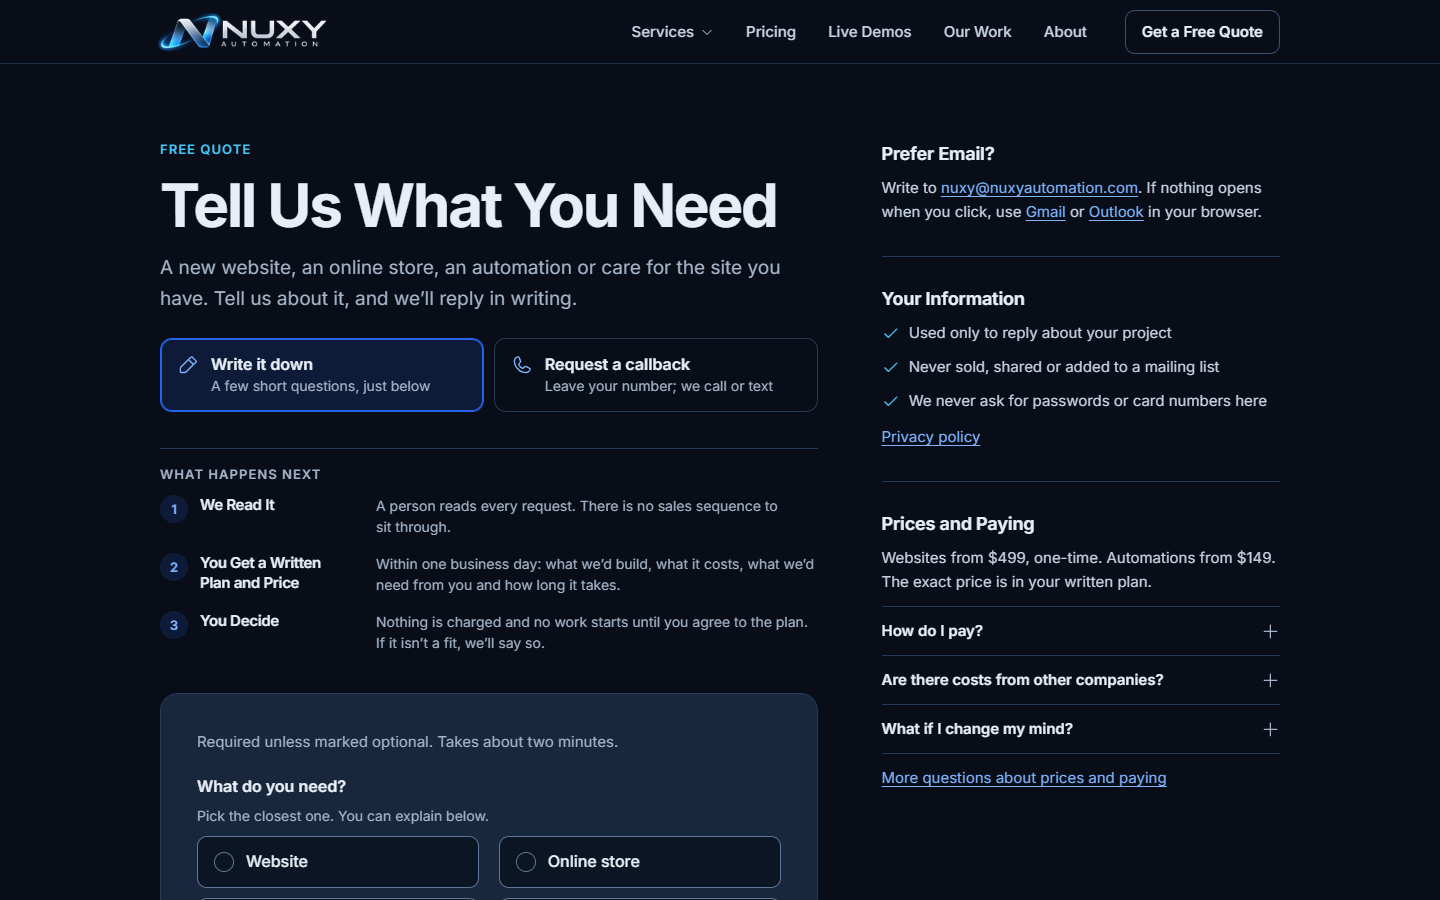 NUXY
AUTOMATION
Services
Pricing
Live Demos
Our Work
About
Get a Free Quote
FREE QUOTE
Tell Us What You Need
A new website, an online store, an automation or care for the site you
have. Tell us about it, and we’ll reply in writing.
Write it down
A few short questions, just below
Request a callback
Leave your number; we call or text
WHAT HAPPENS NEXT
1
We Read It
A person reads every request. There is no sales sequence to
sit through.
2
You Get a Written
Plan and Price
Within one business day: what we’d build, what it costs, what we’d
need from you and how long it takes.
3
You Decide
Nothing is charged and no work starts until you agree to the plan.
If it isn’t a fit, we’ll say so.
Required unless marked optional. Takes about two minutes.
What do you need?
Pick the closest one. You can explain below.
Website
Online store
Prefer Email?
Write to nuxy@nuxyautomation.com. If nothing opens
when you click, use Gmail or Outlook in your browser.
Your Information
Used only to reply about your project
Never sold, shared or added to a mailing list
We never ask for passwords or card numbers here
Privacy policy
Prices and Paying
Websites from $499, one-time. Automations from $149.
The exact price is in your written plan.
How do I pay?
Are there costs from other companies?
What if I change my mind?
More questions about prices and paying